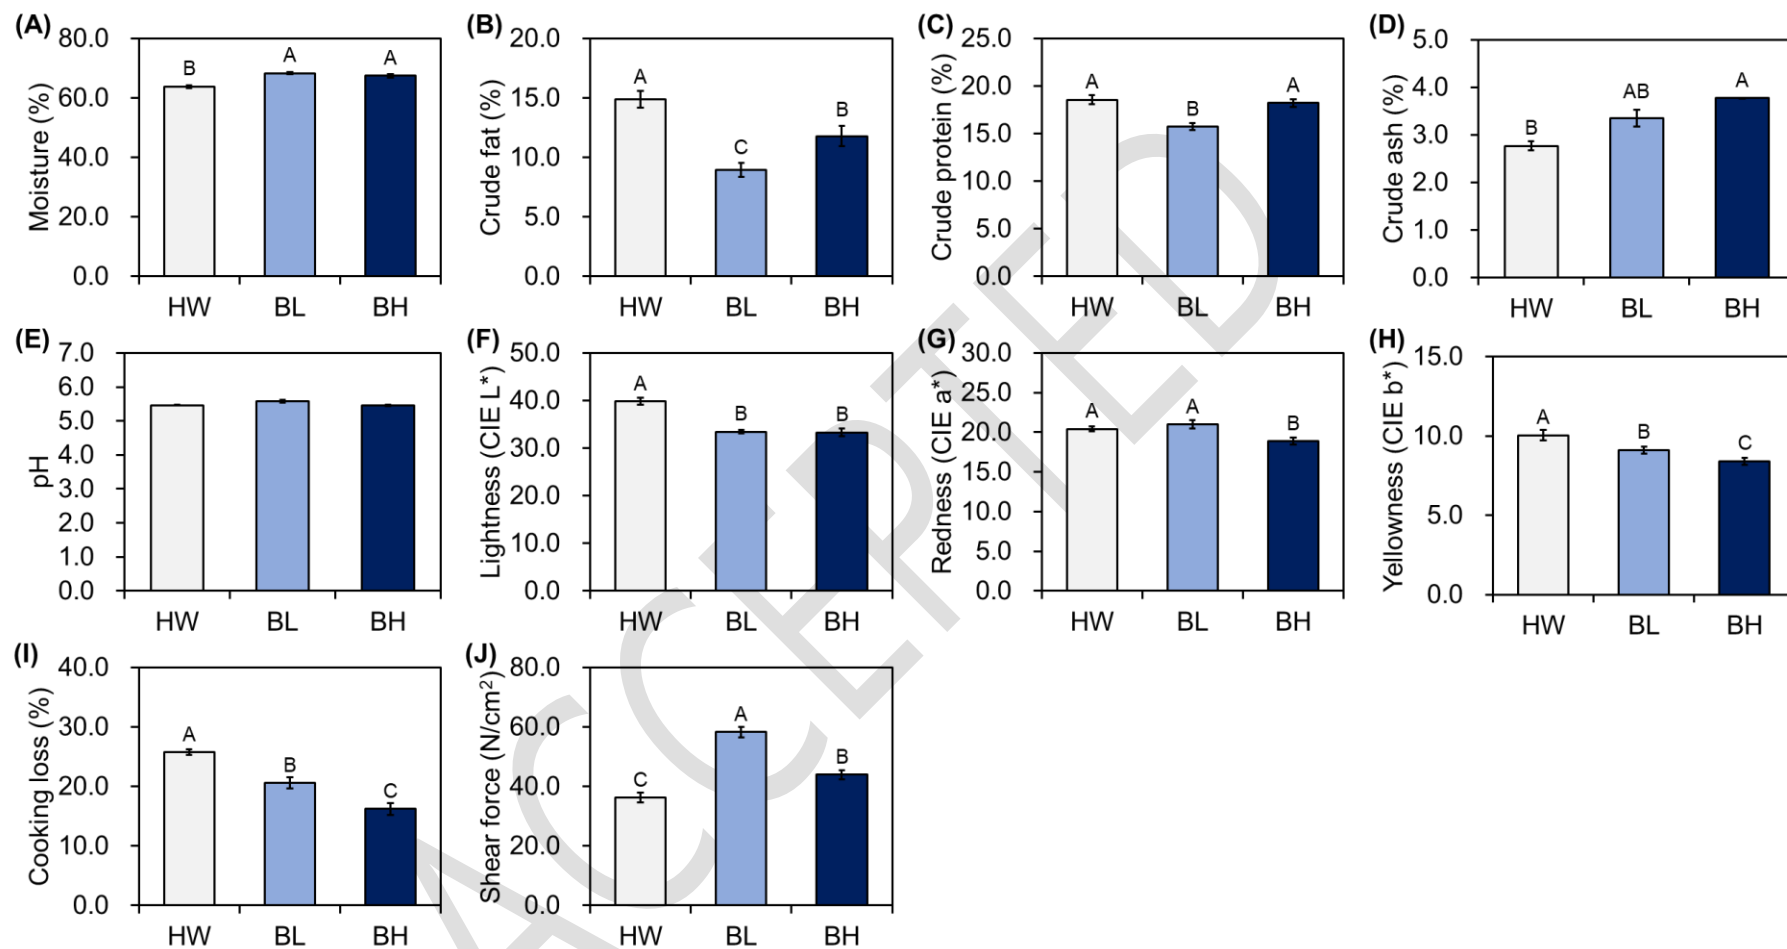 (A)
Moisture (%)
80.0
60.0
40.0
20.0
0.0
B
A
A
HW
BL
BH
(B)
Crude fat (%)
20.0
15.0
10.0
5.0
0.0
A
C
B
HW
BL
BH
(C)
Crude protein (%)
25.0
20.0
15.0
10.0
5.0
0.0
A
B
A
HW
BL
BH
(D)
Crude ash (%)
5.0
4.0
3.0
2.0
1.0
0.0
B
AB
A
HW
BL
BH
(E)
pH
7.0
6.0
5.0
4.0
3.0
2.0
1.0
0.0
HW
BL
BH
(F)
Lightness (CIE L*)
50.0
40.0
30.0
20.0
10.0
0.0
A
B
B
HW
BL
BH
(G)
Redness (CIE a*)
30.0
25.0
20.0
15.0
10.0
5.0
0.0
A
A
B
HW
BL
BH
(H)
Yellowness (CIE b*)
15.0
10.0
5.0
0.0
A
B
C
HW
BL
BH
(I)
Cooking loss (%)
40.0
30.0
20.0
10.0
0.0
A
B
C
HW
BL
BH
(J)
Shear force (N/cm²)
80.0
60.0
40.0
20.0
0.0
C
A
B
HW
BL
BH
ACCEPTED